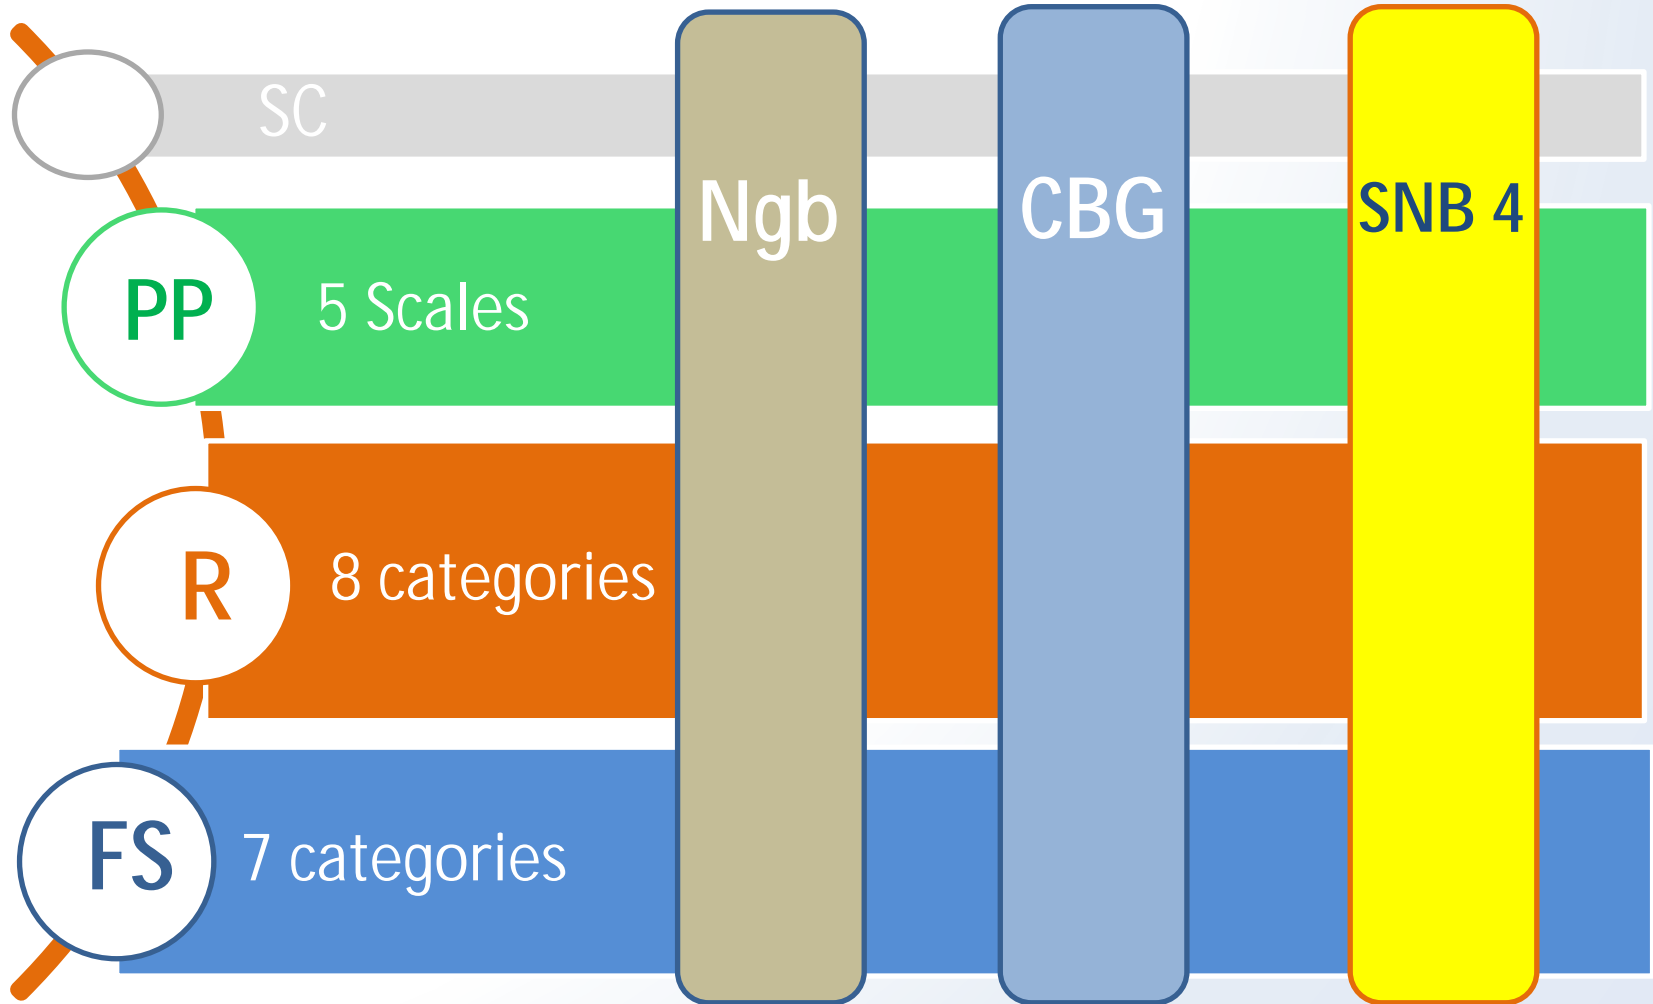 SC
Ngb
CBG
SNB 4
PP
5 Scales
R
8 categories
FS
7 categories